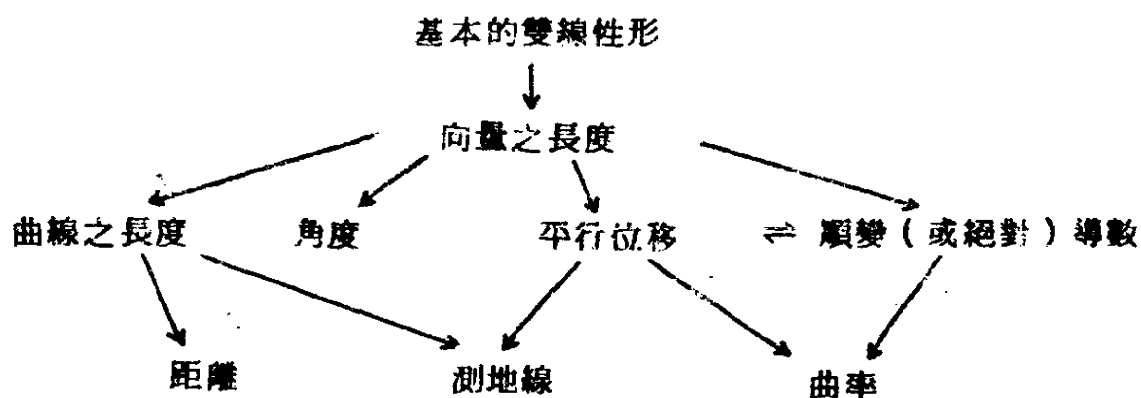 基本的雙線性形
向量之長度
曲線之長度 角度 平行位移 ⇌ 順變(或絕對)導數
距離 測地線 曲率